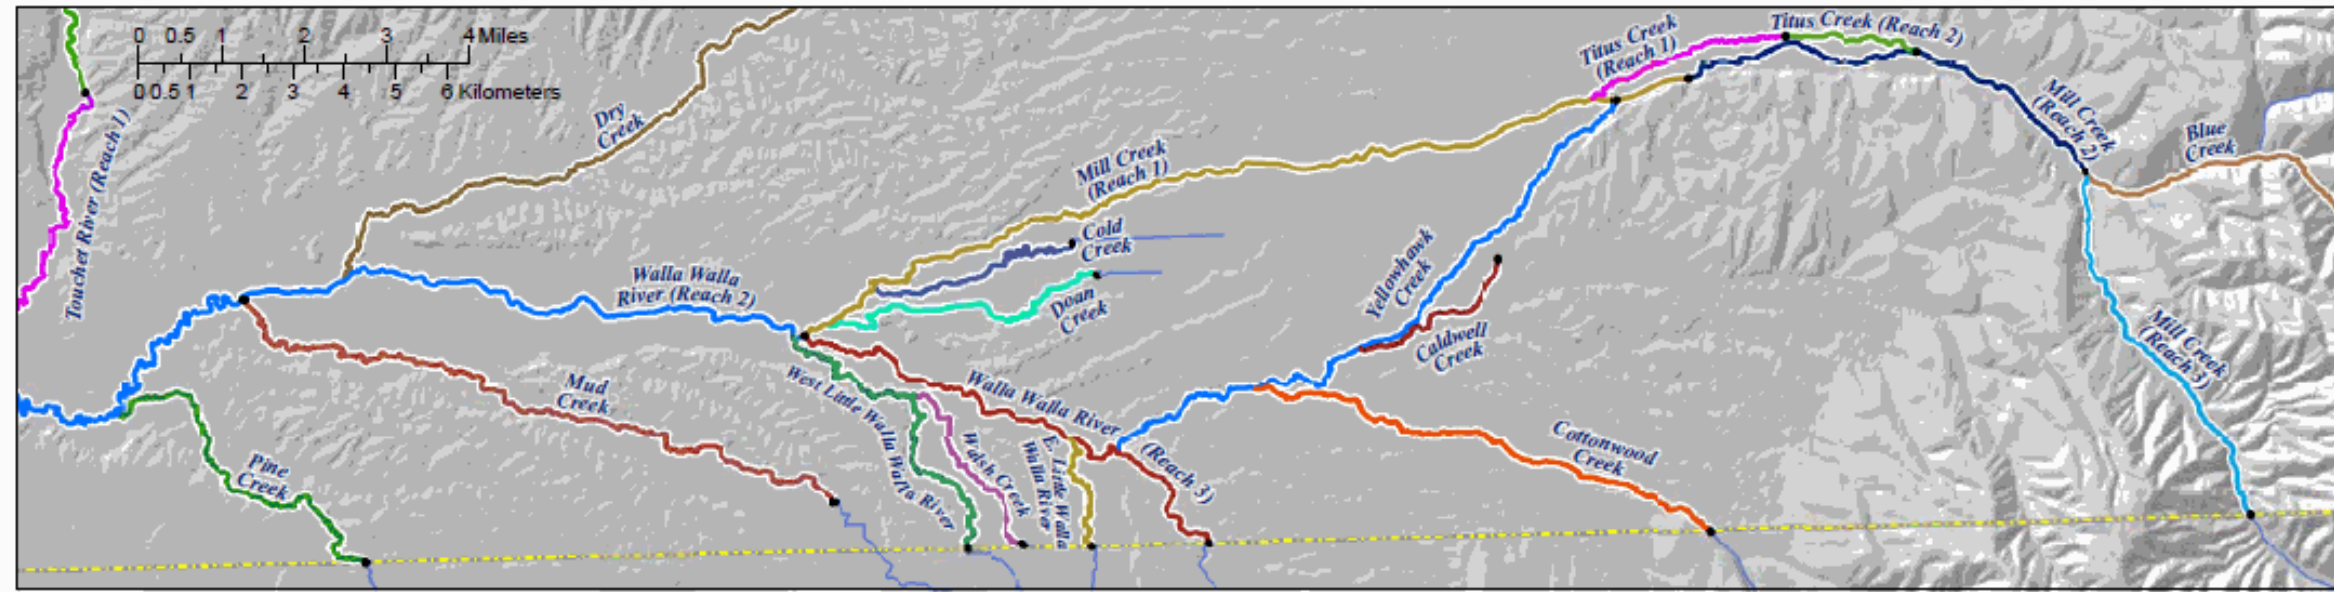 0 0.5 1 2 3 4 Miles
0 0.5 1 2 3 4 5 6 Kilometers
Touchet River (Reach 1)
Dry
Creek
Walla Walla
River (Reach 2)
Mud
Creek
Pine
Creek
Mill Creek
(Reach 1)
Cold
Creek
Doan
Creek
West Little Walla Walla River
Walsh Creek
E. Little Walla
Walla River
Walla Walla River
(Reach 3)
Yellowhawk
Creek
Caldwell
Creek
Cottonwood
Creek
Titus Creek
(Reach 1)
Titus Creek (Reach 2)
Mill Creek
(Reach 2)
Blue
Creek
Mill Creek
(Reach 3)